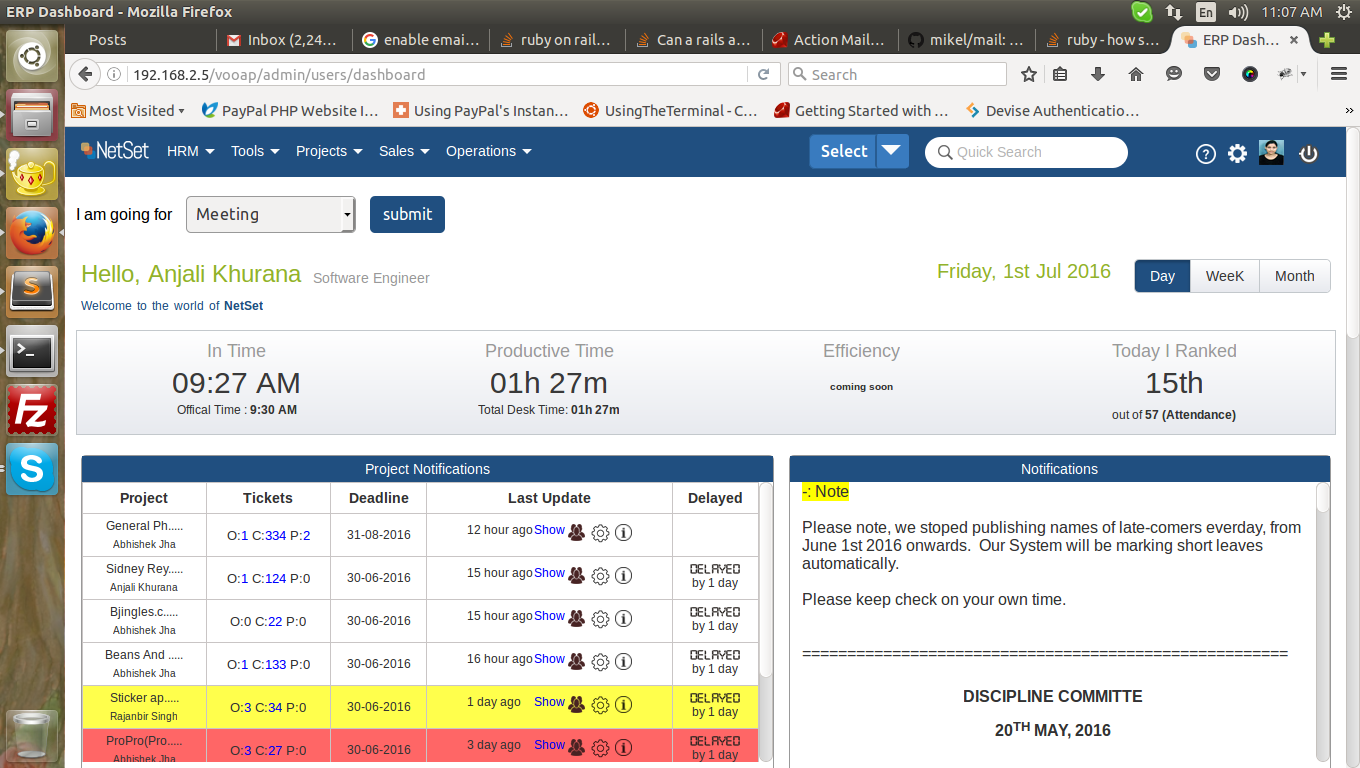 ERP Dashboard - Mozilla Firefox
En
11:07 AM
Posts
Inbox (2,24...
enable emai...
ruby on rail...
Can a rails a...
Action Mail...
mikel/mail: ...
ruby - how s...
ERP Dash...
192.168.2.5/vooap/admin/users/dashboard
Search
Most Visited
PayPal PHP Website I...
Using PayPal's Instan...
UsingTheTerminal - C...
Getting Started with ...
Devise Authenticatio...
NetSet
HRM
Tools
Projects
Sales
Operations
Select
Quick Search
I am going for
Meeting
submit
Hello, Anjali Khurana
Software Engineer
Friday, 1st Jul 2016
Day
WeeK
Month
Welcome to the world of NetSet
In Time
Productive Time
Efficiency
Today I Ranked
09:27 AM
01h 27m
coming soon
15th
Offical Time : 9:30 AM
Total Desk Time: 01h 27m
out of 57 (Attendance)
Project Notifications
Project
Tickets
Deadline
Last Update
Delayed
General Ph.....
Abhishek Jha
O:1 C:334 P:2
31-08-2016
12 hour ago Show
Sidney Rey.....
Anjali Khurana
O:1 C:124 P:0
30-06-2016
15 hour ago Show
DELAYED
by 1 day
Bjingles.c.....
Abhishek Jha
O:0 C:22 P:0
30-06-2016
15 hour ago Show
DELAYED
by 1 day
Beans And .....
Abhishek Jha
O:1 C:133 P:0
30-06-2016
16 hour ago Show
DELAYED
by 1 day
Sticker ap.....
Rajanbir Singh
O:3 C:34 P:0
30-06-2016
1 day ago Show
DELAYED
by 1 day
ProPro(Pro.....
Abhishek Jha
O:3 C:27 P:0
30-06-2016
3 day ago Show
DELAYED
by 1 day
Notifications
-: Note
Please note, we stoped publishing names of late-comers everday, from
June 1st 2016 onwards. Our System will be marking short leaves
automatically.
Please keep check on your own time.
======================================================
DISCIPLINE COMMITTE
20TH MAY, 2016